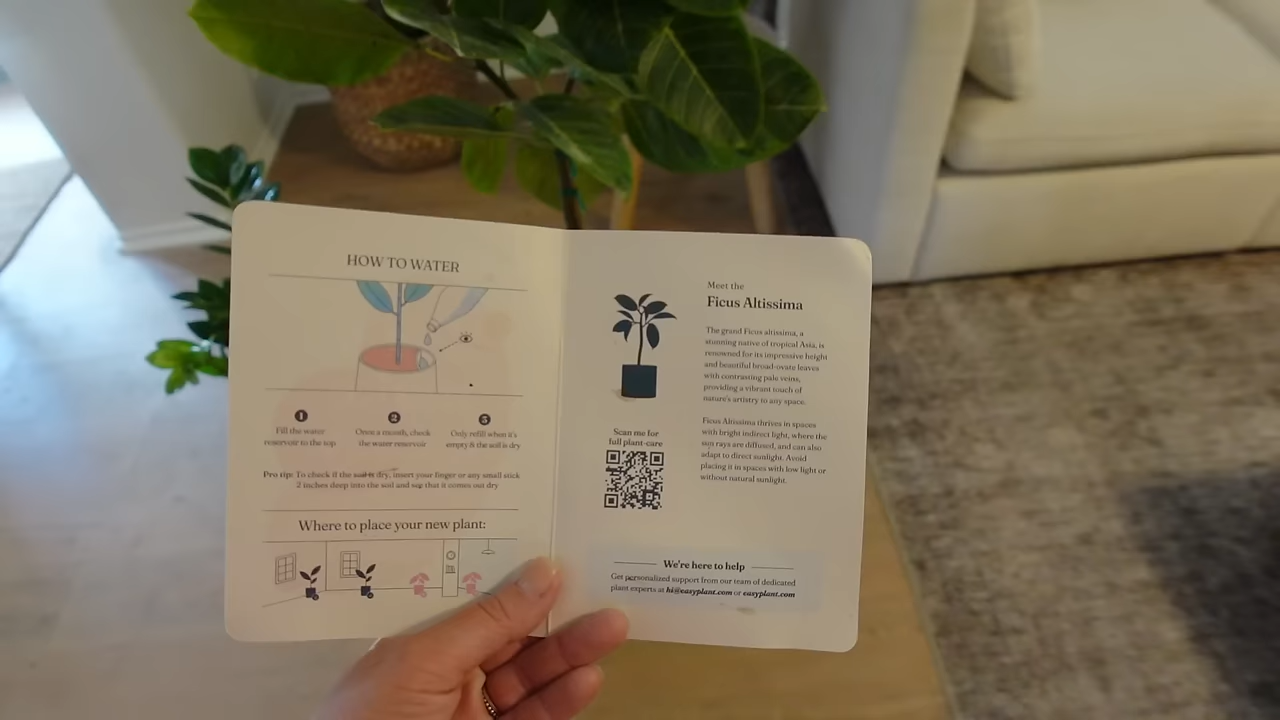 HOW TO WATER
1
Fill the water
reservoir to the top
2
Once a month, check
the water reservoir
3
Only refill when it's
empty & the soil is dry
Pro tip: To check if the soil is dry, insert your finger or any small stick
2 inches deep into the soil and see that it comes out dry
Where to place your new plant:
Meet the
Ficus Altissima
The grand Ficus altissima, a
stunning native of tropical Asia, is
renowned for its impressive height
and beautiful broad-ovate leaves
with contrasting pale veins,
providing a vibrant touch of
nature's artistry to any space.
Ficus Altissima thrives in spaces
with bright indirect light, where the
sun rays are diffused, and can also
adapt to direct sunlight. Avoid
placing it in spaces with low light or
without natural sunlight.
Scan me for
full plant-care
We're here to help
Get personalized support from our team of dedicated
plant experts at hi@easyplant.com or easyplant.com